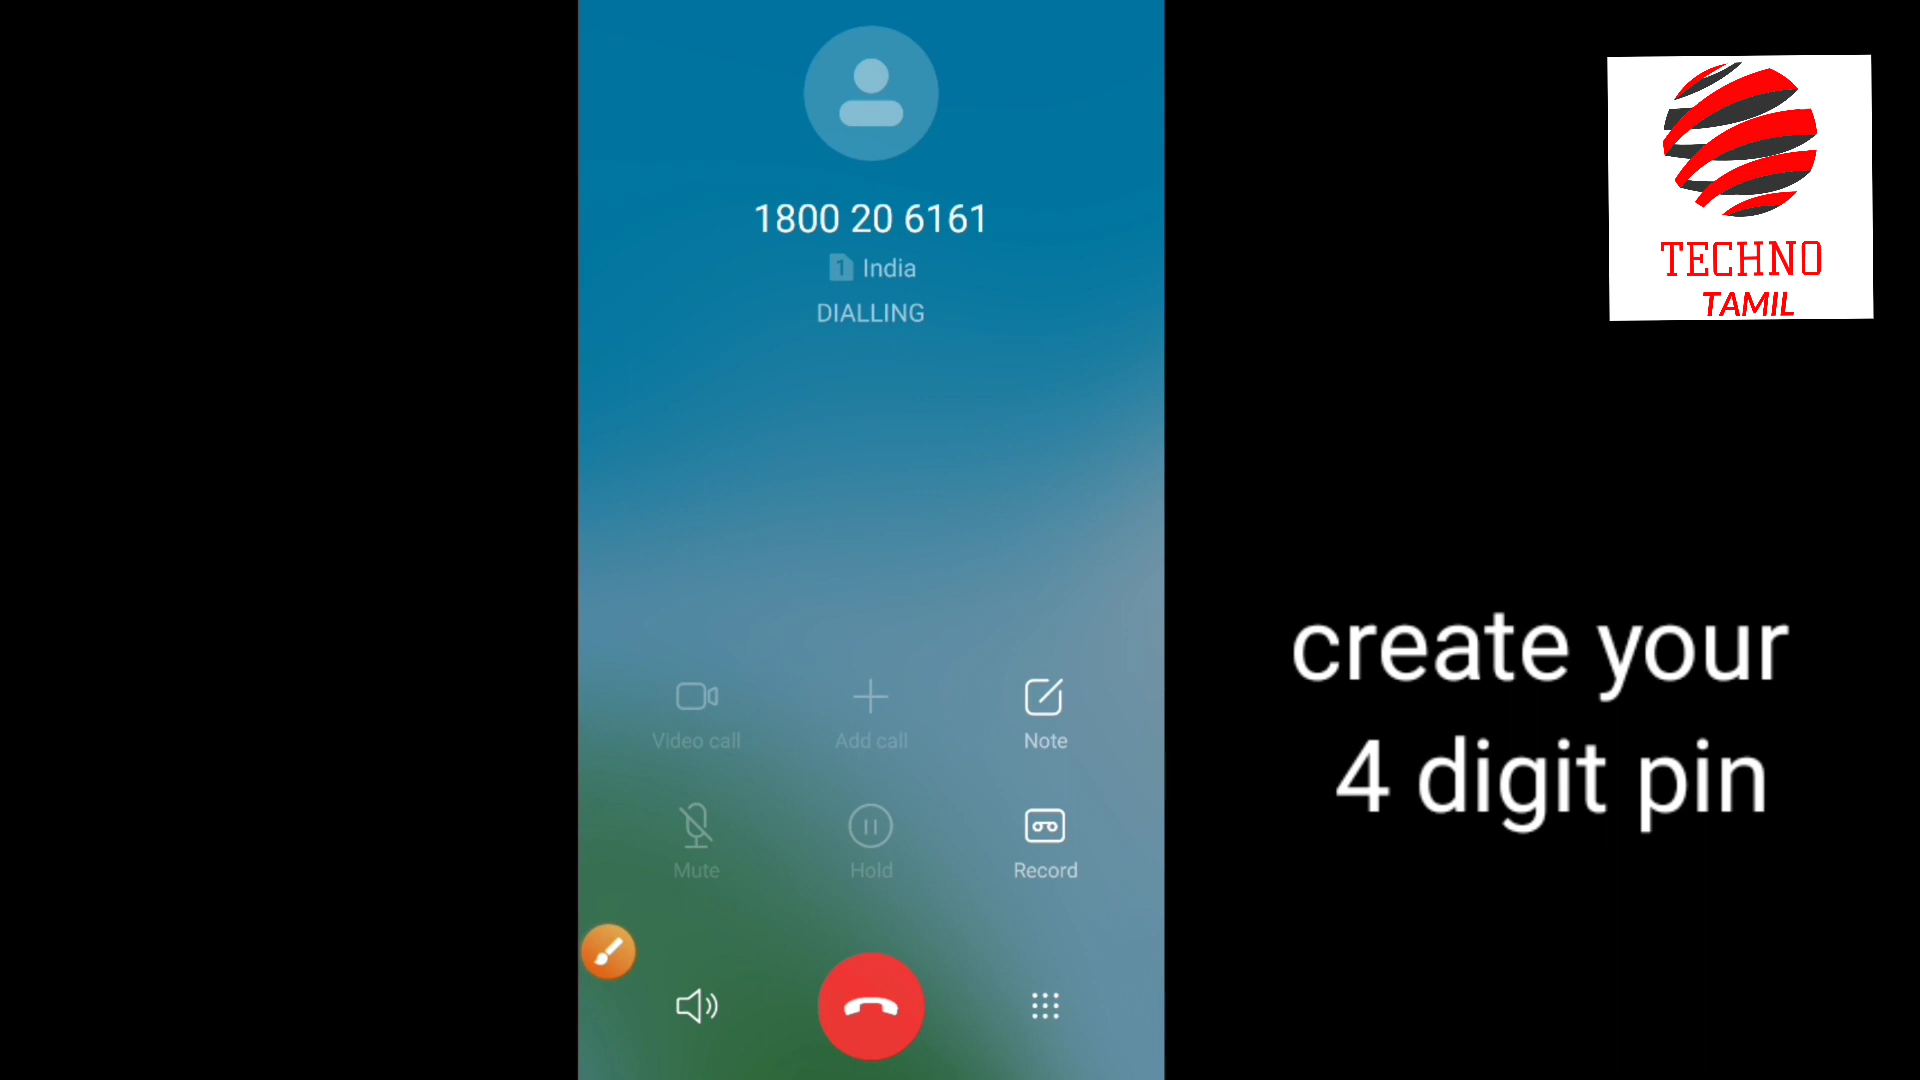 1800 20 6161
1 India
DIALLING
Video call
Add call
Note
Mute
Hold
Record
TECHNO
TAMIL
create your
4 digit pin